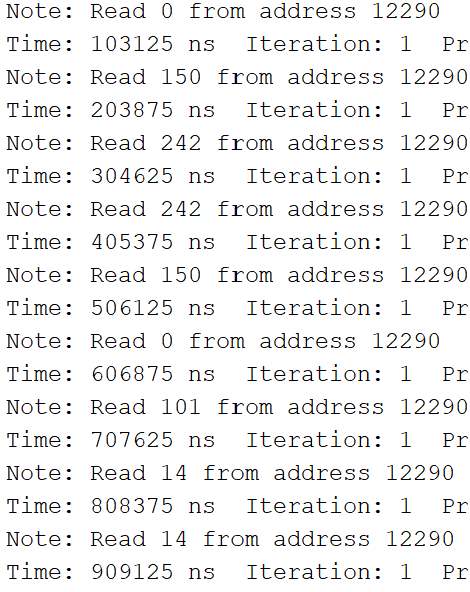 Note: Read 0 from address 12290
Time: 103125 ns  Iteration: 1  Pr
Note: Read 150 from address 12290
Time: 203875 ns  Iteration: 1  Pr
Note: Read 242 from address 12290
Time: 304625 ns  Iteration: 1  Pr
Note: Read 242 from address 12290
Time: 405375 ns  Iteration: 1  Pr
Note: Read 150 from address 12290
Time: 506125 ns  Iteration: 1  Pr
Note: Read 0 from address 12290
Time: 606875 ns  Iteration: 1  Pr
Note: Read 101 from address 12290
Time: 707625 ns  Iteration: 1  Pr
Note: Read 14 from address 12290
Time: 808375 ns  Iteration: 1  Pr
Note: Read 14 from address 12290
Time: 909125 ns  Iteration: 1  Pr